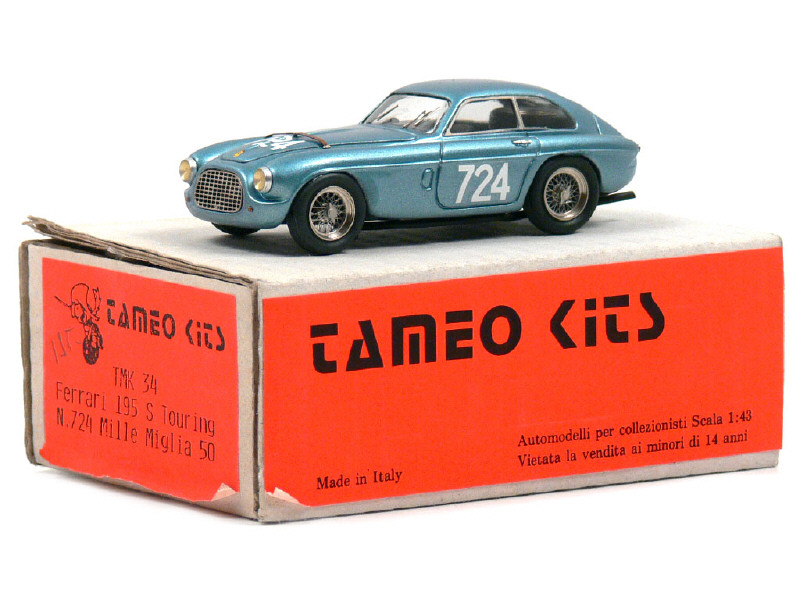 724
724
TAMEO KITS
TMK 34
Ferrari 195 S Touring
N.724 Mille Miglia 50
TAMEO KITS
Automodelli per collezionisti Scala 1:43
Vietata la vendita ai minori di 14 anni
Made in Italy